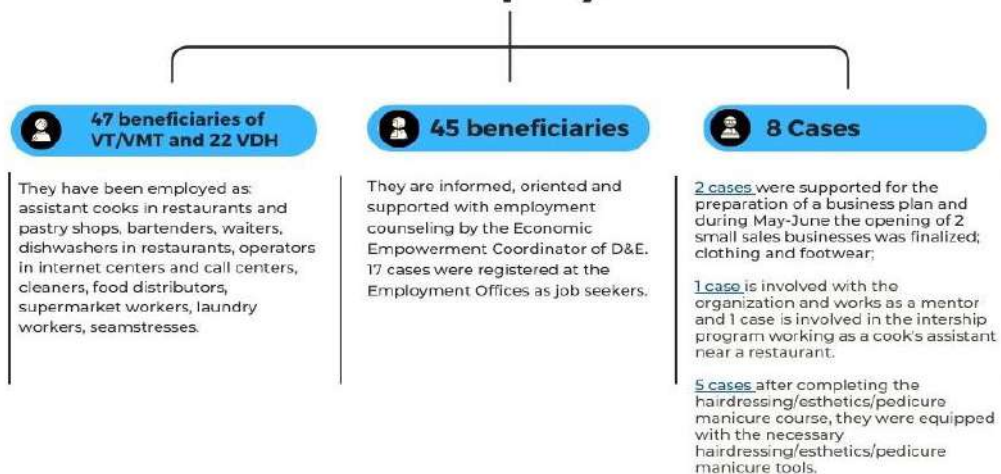 47 beneficiaries of
VT/VMT and 22 VDH
They have been employed as:
assistant cooks in restaurants and
pastry shops, bartenders, waiters,
dishwashers in restaurants, operators
in internet centers and call centers,
cleaners, food distributors,
supermarket workers, laundry
workers, seamstresses.
45 beneficiaries
They are informed, oriented and
supported with employment
counseling by the Economic
Empowerment Coordinator of D&E.
17 cases were registered at the
Employment Offices as job seekers.
8 Cases
2 cases were supported for the
preparation of a business plan and
during May-June the opening of 2
small sales businesses was finalized;
clothing and footwear;
1 case is involved with the
organization and works as a mentor
and 1 case is involved in the intership
program working as a cook's assistant
near a restaurant.
5 cases after completing the
hairdressing/esthetics/pedicure
manicure course, they were equipped
with the necessary
hairdressing/esthetics/pedicure
manicure tools.